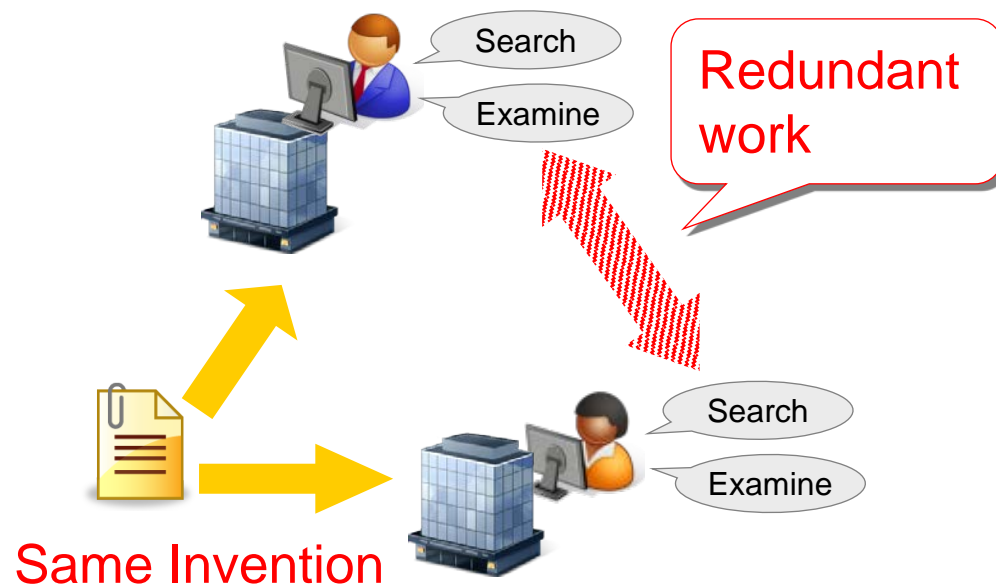 Search
Examine
Redundant
work
Search
Examine
Same Invention